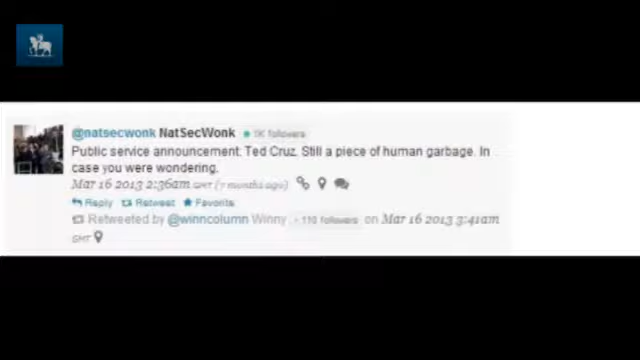 @natsecwonk NatSecWonk 1K followers
Public service announcement: Ted Cruz. Still a piece of human garbage. In
case you were wondering.
Mar 16 2013 2:36am GMT (7 months ago)
Reply Retweet Favorite
Retweeted by @winncolumn Winny 110 followers on Mar 16 2013 3:41am
GMT